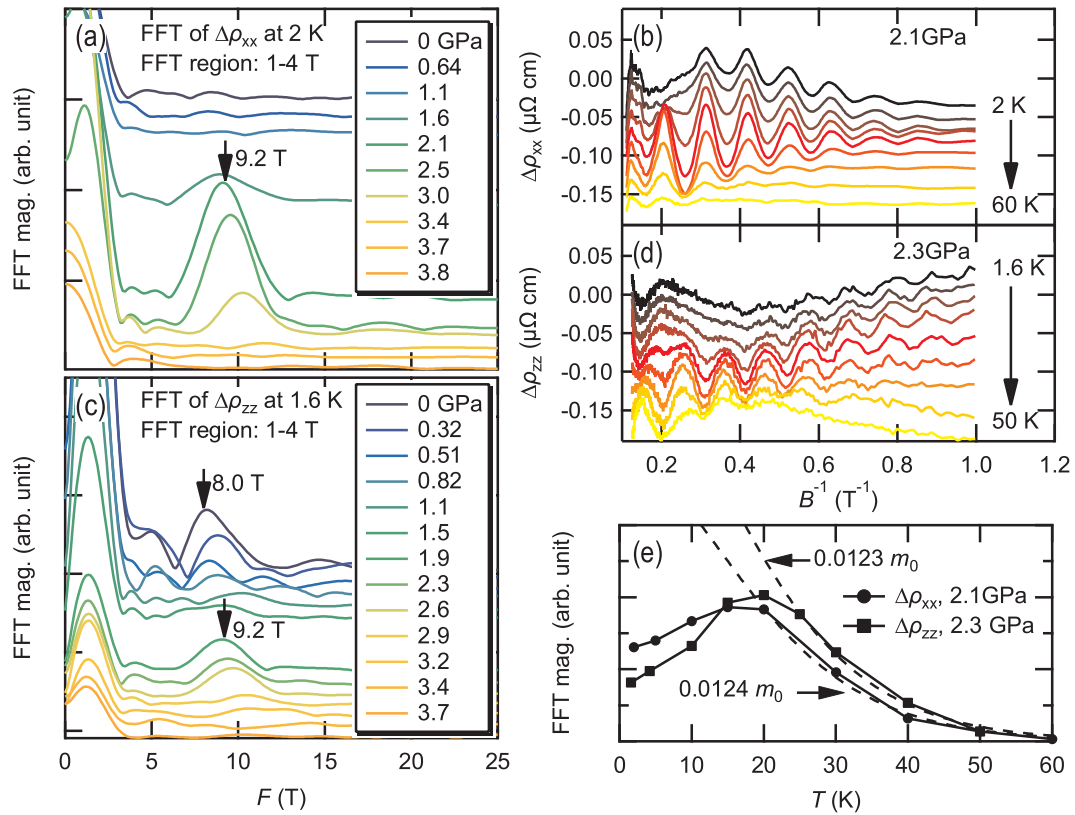 (a)
FFT of Δρxx at 2 K
FFT region: 1-4 T
0 GPa
0.64
1.1
1.6
2.1
2.5
3.0
3.4
3.7
3.8
9.2 T
FFT mag. (arb. unit)
(c)
FFT of Δρzz at 1.6 K
FFT region: 1-4 T
0 GPa
0.32
0.51
0.82
1.1
1.5
1.9
2.3
2.6
2.9
3.2
3.4
3.7
8.0 T
9.2 T
FFT mag. (arb. unit)
0 5 10 15 20 25
F (T)
(b)
2.1GPa
0.05
0.00
-0.05
-0.10
-0.15
Δρxx (μΩ cm)
2 K
60 K
(d)
2.3GPa
0.05
0.00
-0.05
-0.10
-0.15
Δρzz (μΩ cm)
1.6 K
50 K
0.2 0.4 0.6 0.8 1.0 1.2
B⁻¹ (T⁻¹)
(e)
0.0123 m₀
Δρxx, 2.1GPa
Δρzz, 2.3 GPa
0.0124 m₀
FFT mag. (arb. unit)
0 10 20 30 40 50 60
T (K)